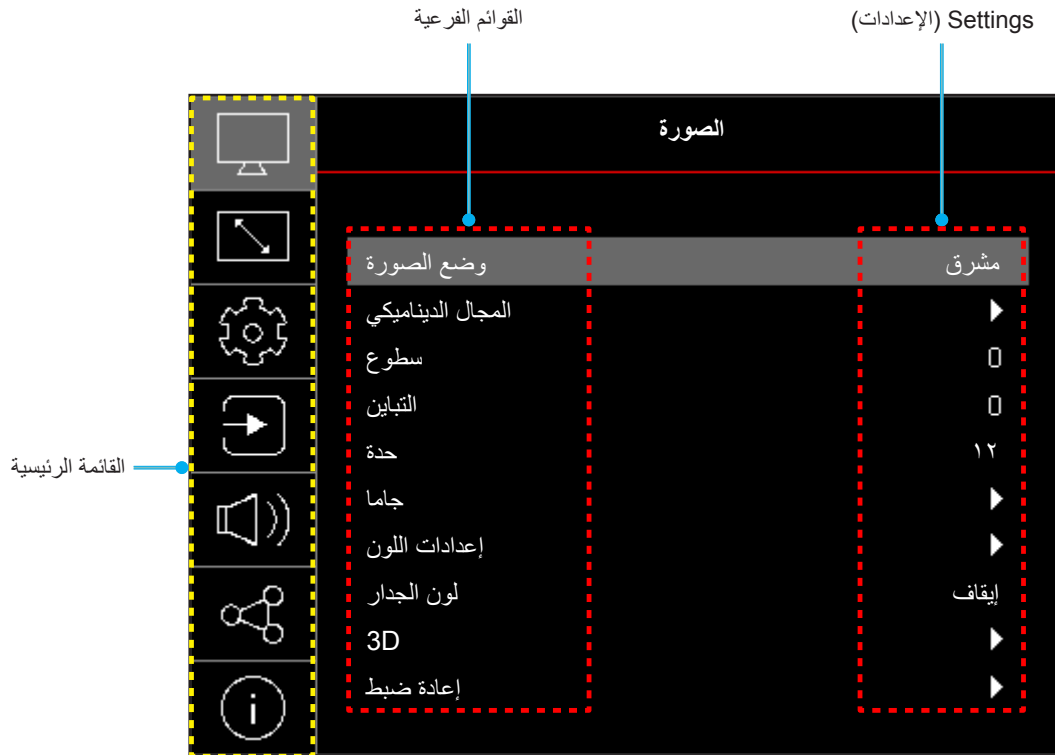 القوائم الفرعية
Settings (الإعدادات)
الصورة
وضع الصورة مشرق
المجال الديناميكي
سطوع 0
التباين 0
حدة ١٢
جاما
إعدادات اللون
لون الجدار إيقاف
3D
إعادة ضبط
القائمة الرئيسية